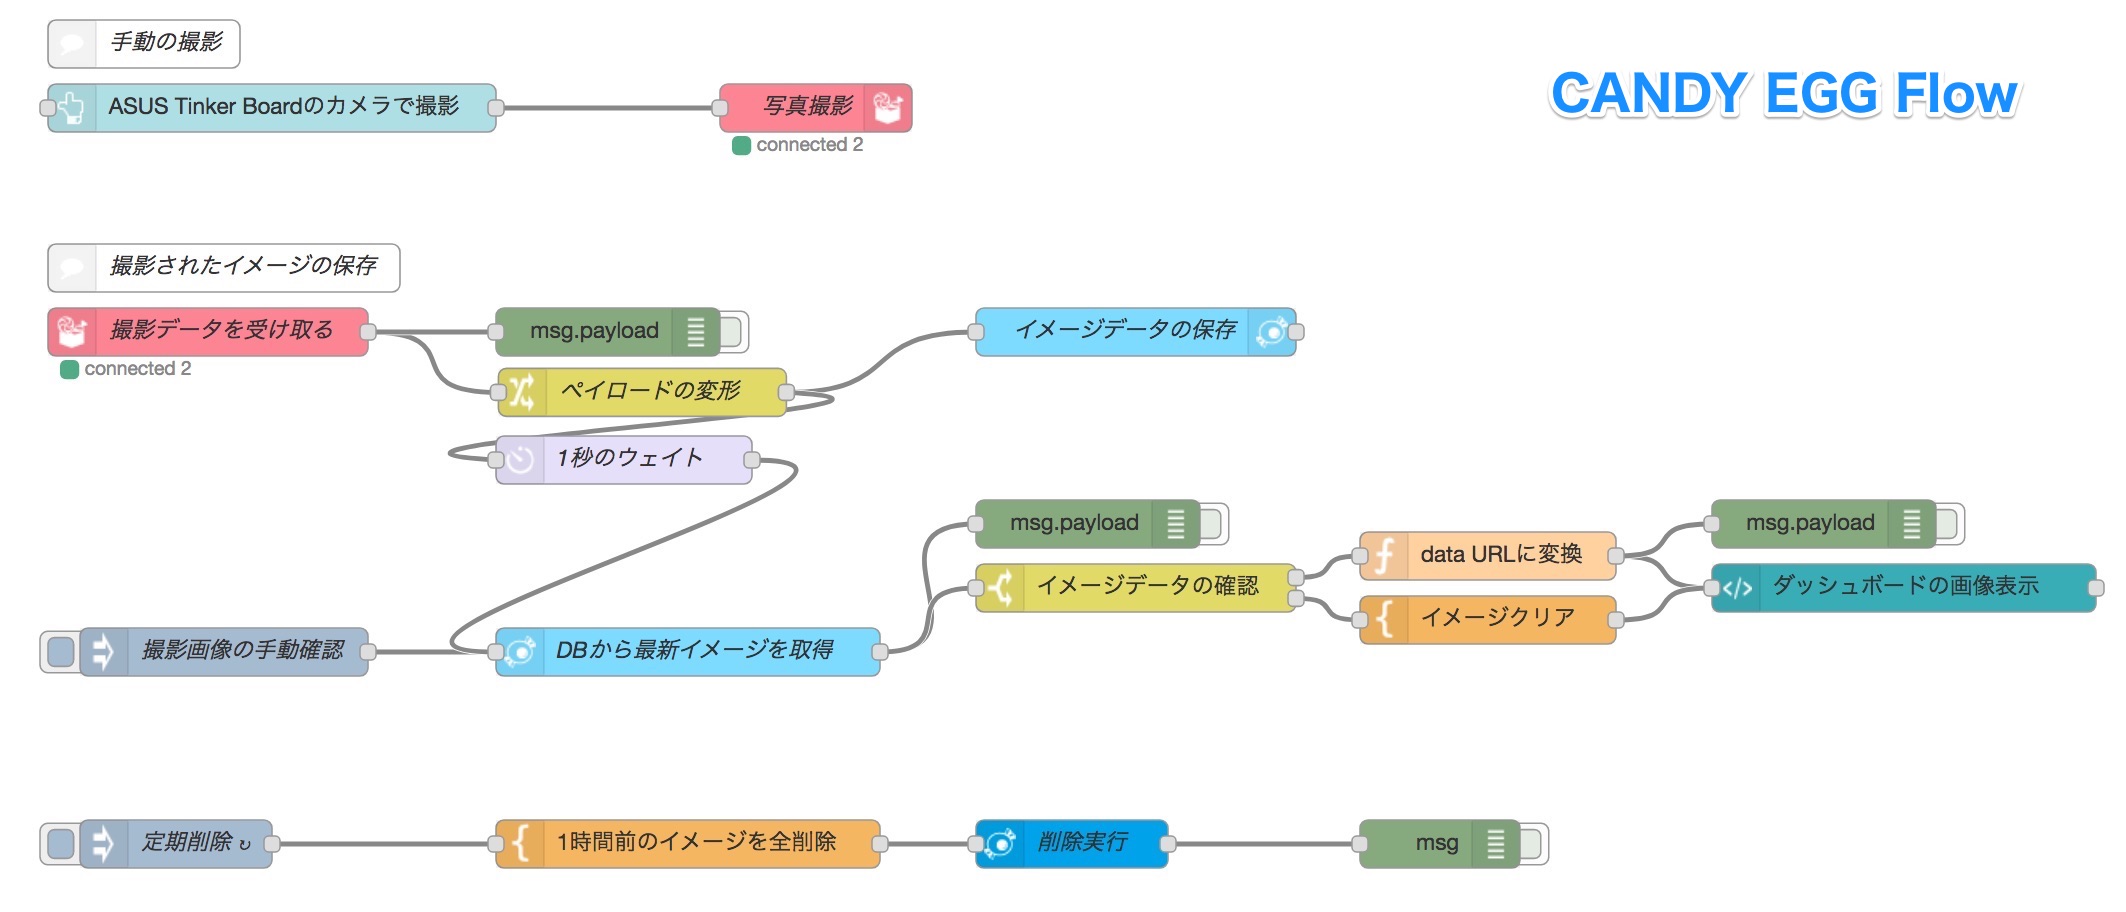 手動の撮影
CANDY EGG Flow
ASUS Tinker Boardのカメラで撮影
写真撮影
connected 2
撮影されたイメージの保存
撮影データを受け取る
msg.payload
イメージデータの保存
connected 2
ペイロードの変形
1秒のウェイト
msg.payload
msg.payload
data URLに変換
イメージデータの確認
ダッシュボードの画像表示
イメージクリア
撮影画像の手動確認
DBから最新イメージを取得
定期削除 ↻
1時間前のイメージを全削除
削除実行
msg